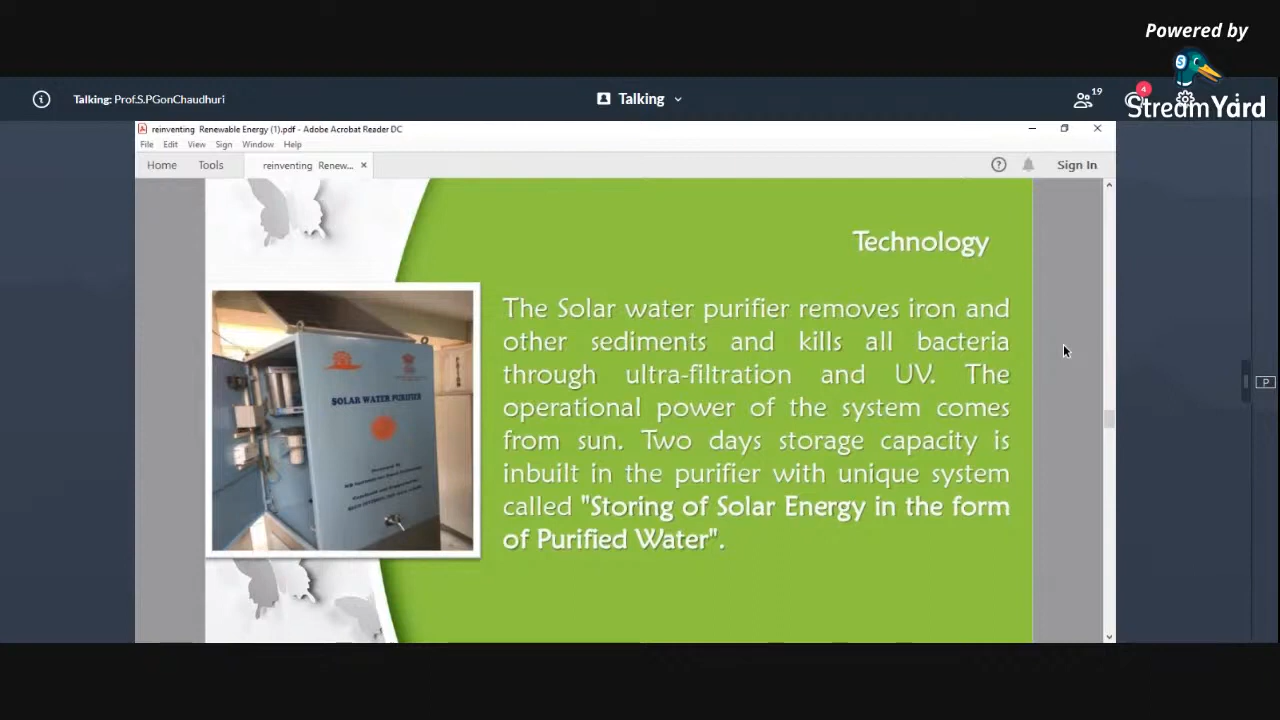 Powered by
StreamYard
Talking: Prof.S.PGonChaudhuri
Talking
19
4
reinventing Renewable Energy (1).pdf - Adobe Acrobat Reader DC
File Edit View Sign Window Help
Home Tools reinventing Renew... ×
Sign In
Technology
The Solar water purifier removes iron and
other sediments and kills all bacteria
through ultra-filtration and UV. The
operational power of the system comes
from sun. Two days storage capacity is
inbuilt in the purifier with unique system
called "Storing of Solar Energy in the form
of Purified Water".
SOLAR WATER PURIFIER
P